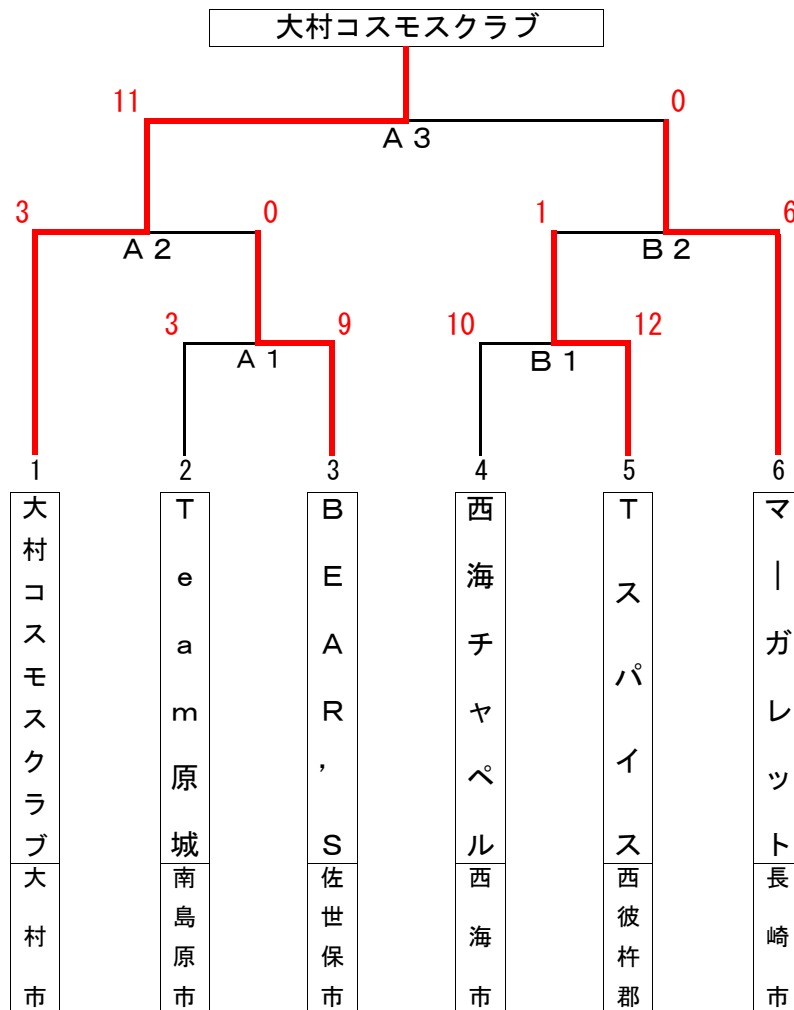 大村コスモスクラブ
11
0
Ａ３
3
0
1
6
Ａ２
Ｂ２
3
9
10
12
Ａ１
Ｂ１
1
2
3
4
5
6
大村コスモスクラブ
Ｔｅａｍ原城
ＢＥＡＲ，Ｓ
西海チャペル
Ｔスパイス
マーガレット
大村市
南島原市
佐世保市
西海市
西彼杵郡
長崎市